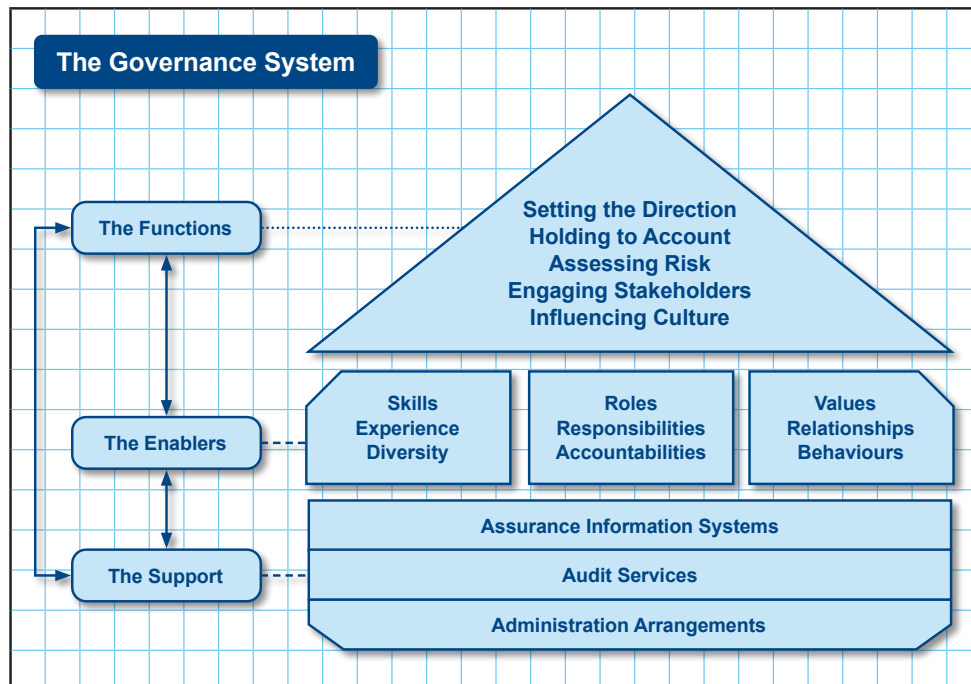 The Governance System
The Functions
Setting the Direction
Holding to Account
Assessing Risk
Engaging Stakeholders
Influencing Culture
The Enablers
Skills
Experience
Diversity
Roles
Responsibilities
Accountabilities
Values
Relationships
Behaviours
The Support
Assurance Information Systems
Audit Services
Administration Arrangements